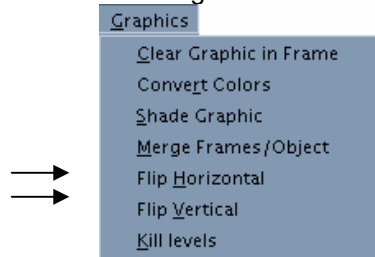 Graphics
Clear Graphic in Frame
Convert Colors
Shade Graphic
Merge Frames/Object
Flip Horizontal
Flip Vertical
Kill levels